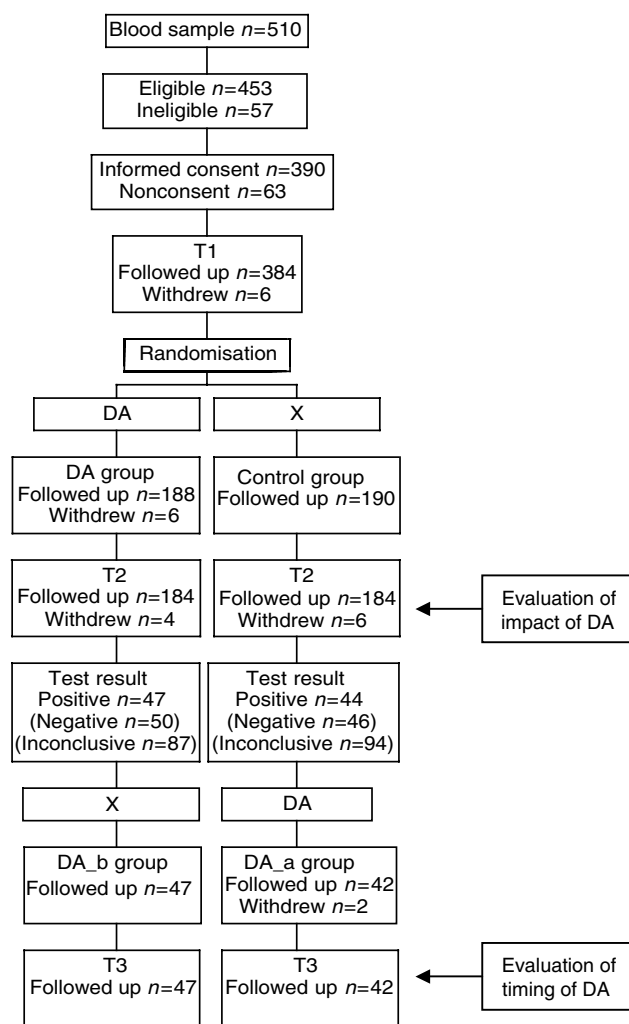 Blood sample n=510
Eligible n=453
Ineligible n=57
Informed consent n=390
Nonconsent n=63
T1
Followed up n=384
Withdrew n=6
Randomisation
DA
X
DA group
Followed up n=188
Withdrew n=6
Control group
Followed up n=190
T2
Followed up n=184
Withdrew n=4
T2
Followed up n=184
Withdrew n=6
Evaluation of
impact of DA
Test result
Positive n=47
(Negative n=50)
(Inconclusive n=87)
Test result
Positive n=44
(Negative n=46)
(Inconclusive n=94)
X
DA
DA_b group
Followed up n=47
DA_a group
Followed up n=42
Withdrew n=2
T3
Followed up n=47
T3
Followed up n=42
Evaluation of
timing of DA